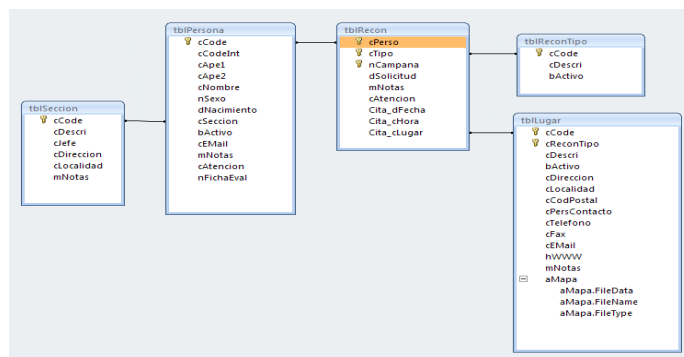 tblSeccion
cCode
cDescri
cJefe
cDireccion
cLocalidad
mNotas
tblPersona
cCode
cCodeInt
cApe1
cApe2
cNombre
nSexo
dNacimiento
cSeccion
bActivo
cEMail
mNotas
cAtencion
nFichaEval
tblRecon
cPerso
cTipo
nCampana
dSolicitud
mNotas
cAtencion
Cita_dFecha
Cita_cHora
Cita_cLugar
tblReconTipo
cCode
cDescri
bActivo
tblLugar
cCode
cReconTipo
cDescri
bActivo
cDireccion
cLocalidad
cCodPostal
cPersContacto
cTelefono
cFax
cEMail
hWWW
mNotas
aMapa
aMapa.FileData
aMapa.FileName
aMapa.FileType